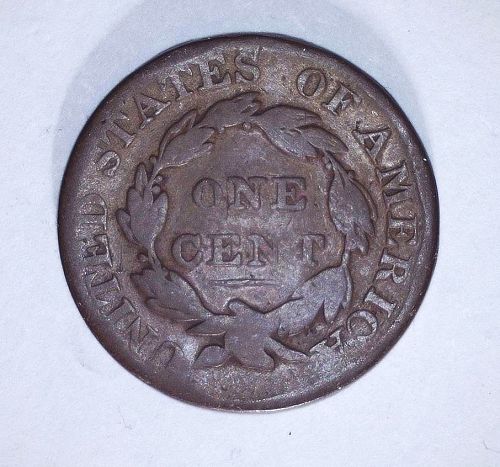 UNITED STATES OF AMERICA
ONE
CENT